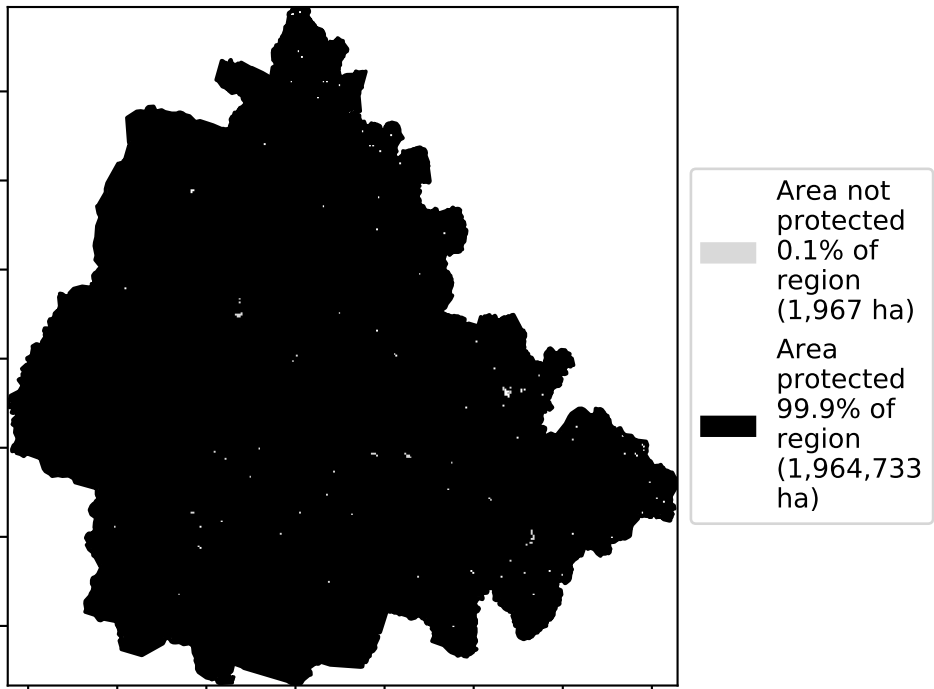 Area not
protected
0.1% of
region
(1,967 ha)
Area
protected
99.9% of
region
(1,964,733
ha)